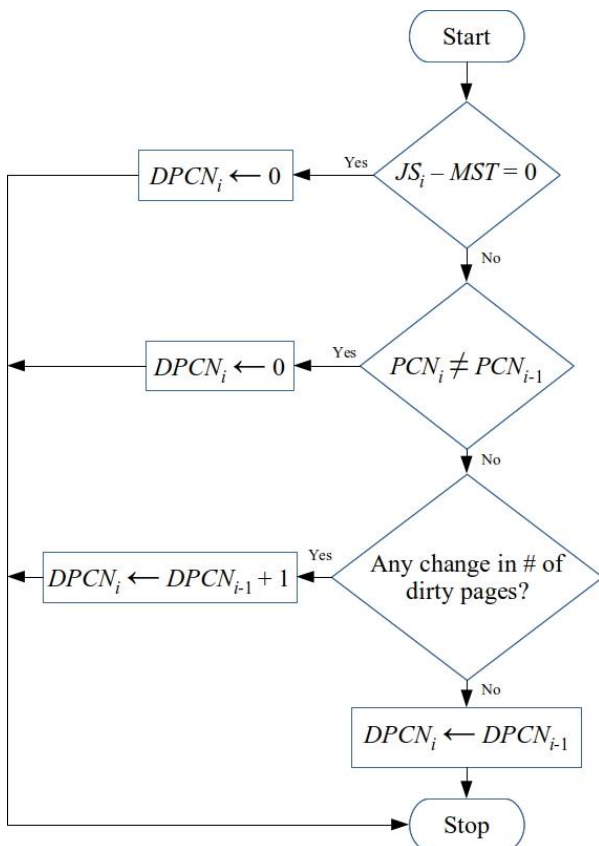 Start
JSᵢ – MST = 0
Yes
DPCNᵢ ← 0
No
PCNᵢ ≠ PCNᵢ₋₁
Yes
DPCNᵢ ← 0
No
Any change in # of
dirty pages?
Yes
DPCNᵢ ← DPCNᵢ₋₁ + 1
No
DPCNᵢ ← DPCNᵢ₋₁
Stop